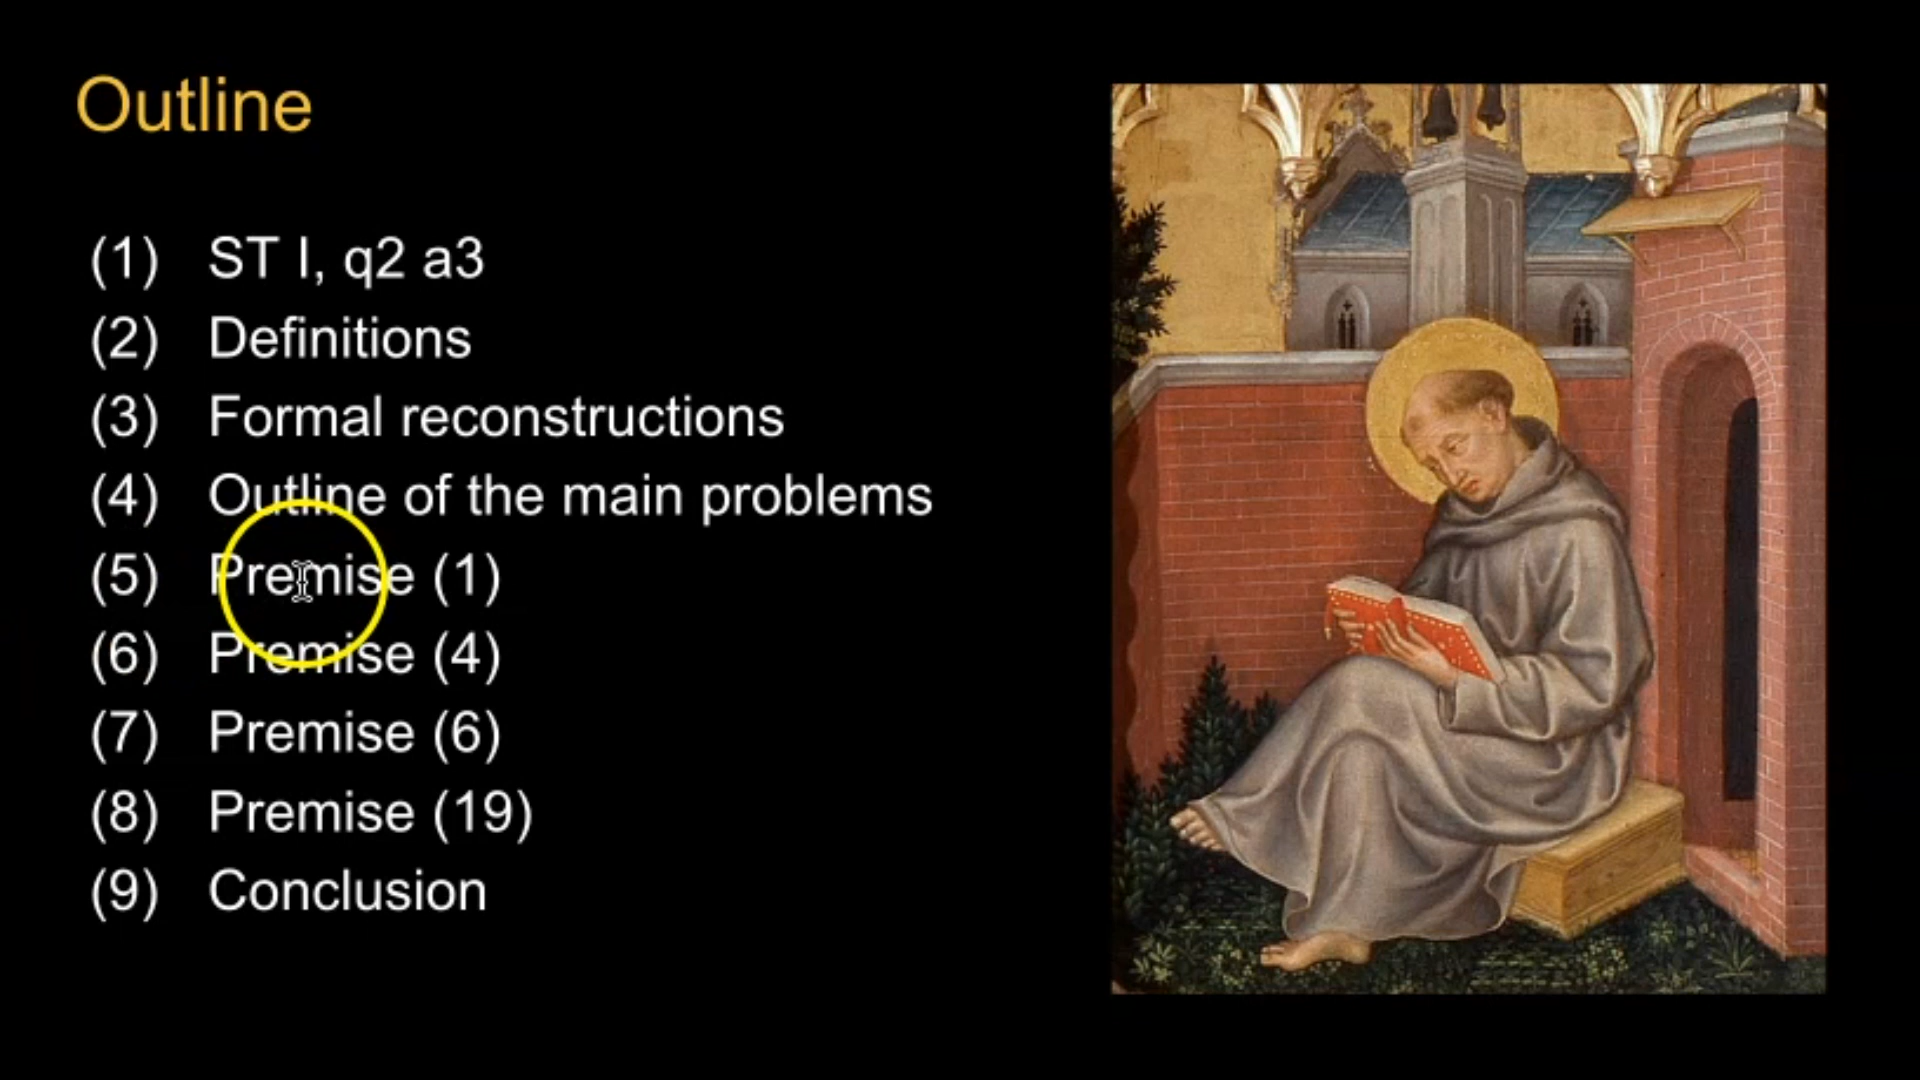 Outline
(1) ST I, q2 a3
(2) Definitions
(3) Formal reconstructions
(4) Outline of the main problems
(5) Premise (1)
(6) Premise (4)
(7) Premise (6)
(8) Premise (19)
(9) Conclusion